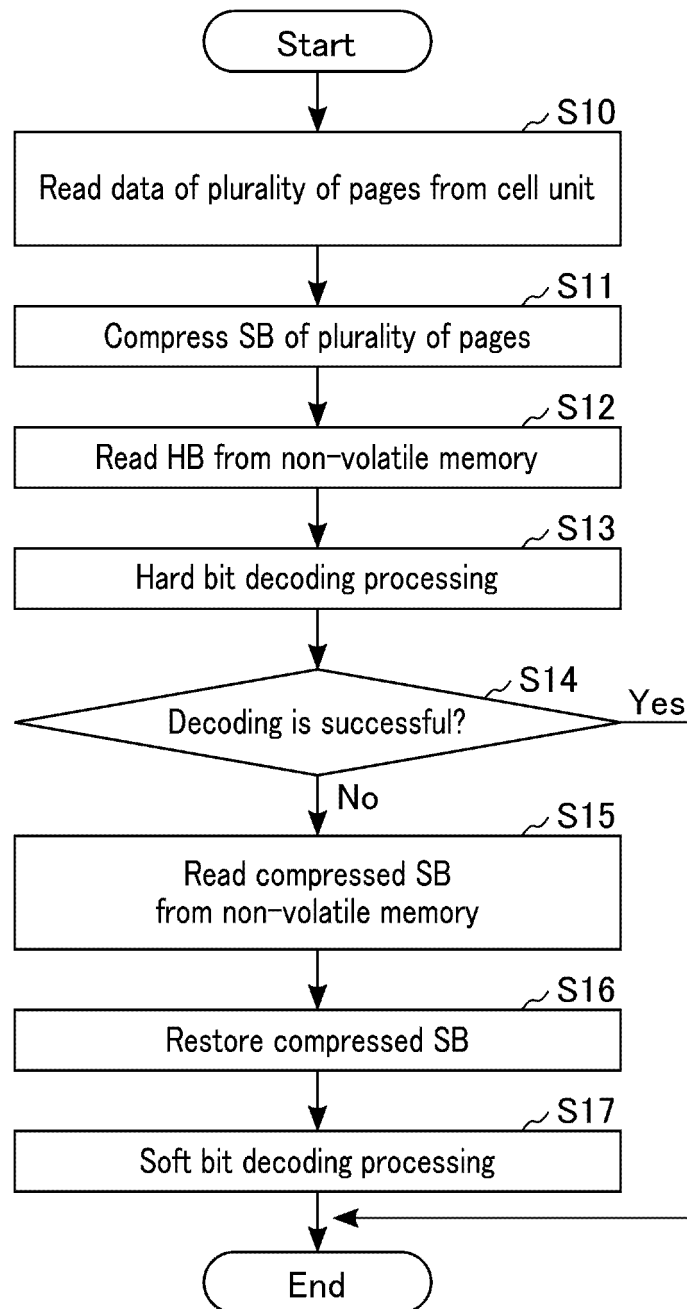 Start
S10
Read data of plurality of pages from cell unit
S11
Compress SB of plurality of pages
S12
Read HB from non-volatile memory
S13
Hard bit decoding processing
S14
Decoding is successful?
Yes
No
S15
Read compressed SB
from non-volatile memory
S16
Restore compressed SB
S17
Soft bit decoding processing
End